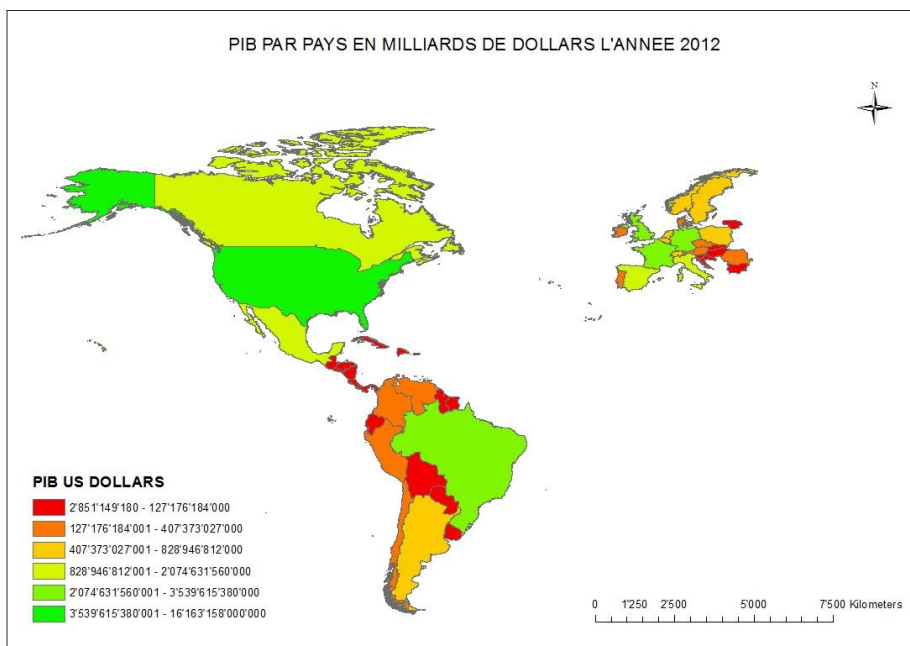 PIB PAR PAYS EN MILLIARDS DE DOLLARS L'ANNEE 2012
N
PIB US DOLLARS
2'851'149'180 - 127'176'184'000
127'176'184'001 - 407'373'027'000
407'373'027'001 - 828'946'812'000
828'946'812'001 - 2'074'631'560'000
2'074'631'560'001 - 3'539'615'380'000
3'539'615'380'001 - 16'163'158'000'000
0 1'250 2'500 5'000 7'500 Kilometers